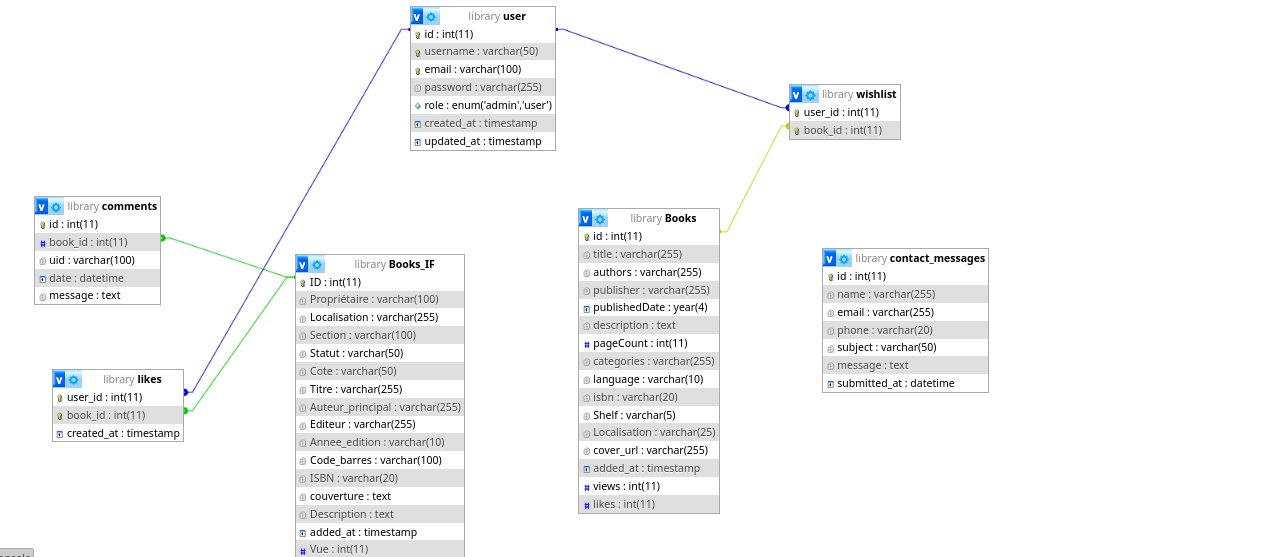 library user
id : int(11)
username : varchar(50)
email : varchar(100)
password : varchar(255)
role : enum('admin','user')
created_at : timestamp
updated_at : timestamp
library wishlist
user_id : int(11)
book_id : int(11)
library comments
id : int(11)
book_id : int(11)
uid : varchar(100)
date : datetime
message : text
library Books
id : int(11)
title : varchar(255)
authors : varchar(255)
publisher : varchar(255)
publishedDate : year(4)
description : text
pageCount : int(11)
categories : varchar(255)
language : varchar(10)
isbn : varchar(20)
Shelf : varchar(5)
Localisation : varchar(25)
cover_url : varchar(255)
added_at : timestamp
views : int(11)
likes : int(11)
library contact_messages
id : int(11)
name : varchar(255)
email : varchar(255)
phone : varchar(20)
subject : varchar(50)
message : text
submitted_at : datetime
library Books_IF
ID : int(11)
Propriétaire : varchar(100)
Localisation : varchar(255)
Section : varchar(100)
Statut : varchar(50)
Cote : varchar(50)
Titre : varchar(255)
Auteur_principal : varchar(255)
Editeur : varchar(255)
Annee_edition : varchar(10)
Code_barres : varchar(100)
ISBN : varchar(20)
couverture : text
Description : text
added_at : timestamp
Vue : int(11)
library likes
user_id : int(11)
book_id : int(11)
created_at : timestamp